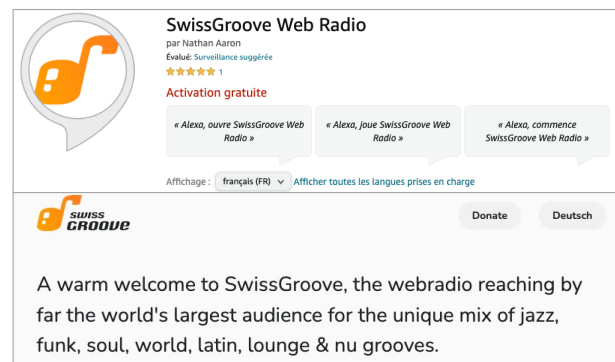 SwissGroove Web Radio
par Nathan Aaron
Évalué: Surveillance suggérée
1
Activation gratuite
« Alexa, ouvre SwissGroove Web
Radio »
« Alexa, joue SwissGroove Web
Radio »
« Alexa, commence
SwissGroove Web Radio »
Affichage : français (FR) Afficher toutes les langues prises en charge
SWISS
GROOVE
Donate
Deutsch
A warm welcome to SwissGroove, the webradio reaching by
far the world's largest audience for the unique mix of jazz,
funk, soul, world, latin, lounge & nu grooves.